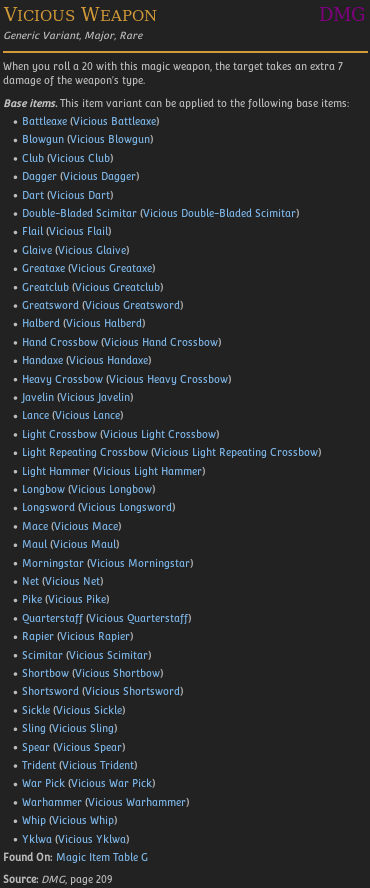 Vicious Weapon DMG
Generic Variant, Major, Rare
When you roll a 20 with this magic weapon, the target takes an extra 7
damage of the weapon's type.
Base items. This item variant can be applied to the following base items:
• Battleaxe (Vicious Battleaxe)
• Blowgun (Vicious Blowgun)
• Club (Vicious Club)
• Dagger (Vicious Dagger)
• Dart (Vicious Dart)
• Double-Bladed Scimitar (Vicious Double-Bladed Scimitar)
• Flail (Vicious Flail)
• Glaive (Vicious Glaive)
• Greataxe (Vicious Greataxe)
• Greatclub (Vicious Greatclub)
• Greatsword (Vicious Greatsword)
• Halberd (Vicious Halberd)
• Hand Crossbow (Vicious Hand Crossbow)
• Handaxe (Vicious Handaxe)
• Heavy Crossbow (Vicious Heavy Crossbow)
• Javelin (Vicious Javelin)
• Lance (Vicious Lance)
• Light Crossbow (Vicious Light Crossbow)
• Light Repeating Crossbow (Vicious Light Repeating Crossbow)
• Light Hammer (Vicious Light Hammer)
• Longbow (Vicious Longbow)
• Longsword (Vicious Longsword)
• Mace (Vicious Mace)
• Maul (Vicious Maul)
• Morningstar (Vicious Morningstar)
• Net (Vicious Net)
• Pike (Vicious Pike)
• Quarterstaff (Vicious Quarterstaff)
• Rapier (Vicious Rapier)
• Scimitar (Vicious Scimitar)
• Shortbow (Vicious Shortbow)
• Shortsword (Vicious Shortsword)
• Sickle (Vicious Sickle)
• Sling (Vicious Sling)
• Spear (Vicious Spear)
• Trident (Vicious Trident)
• War Pick (Vicious War Pick)
• Warhammer (Vicious Warhammer)
• Whip (Vicious Whip)
• Yklwa (Vicious Yklwa)
Found On: Magic Item Table G
Source: DMG, page 209